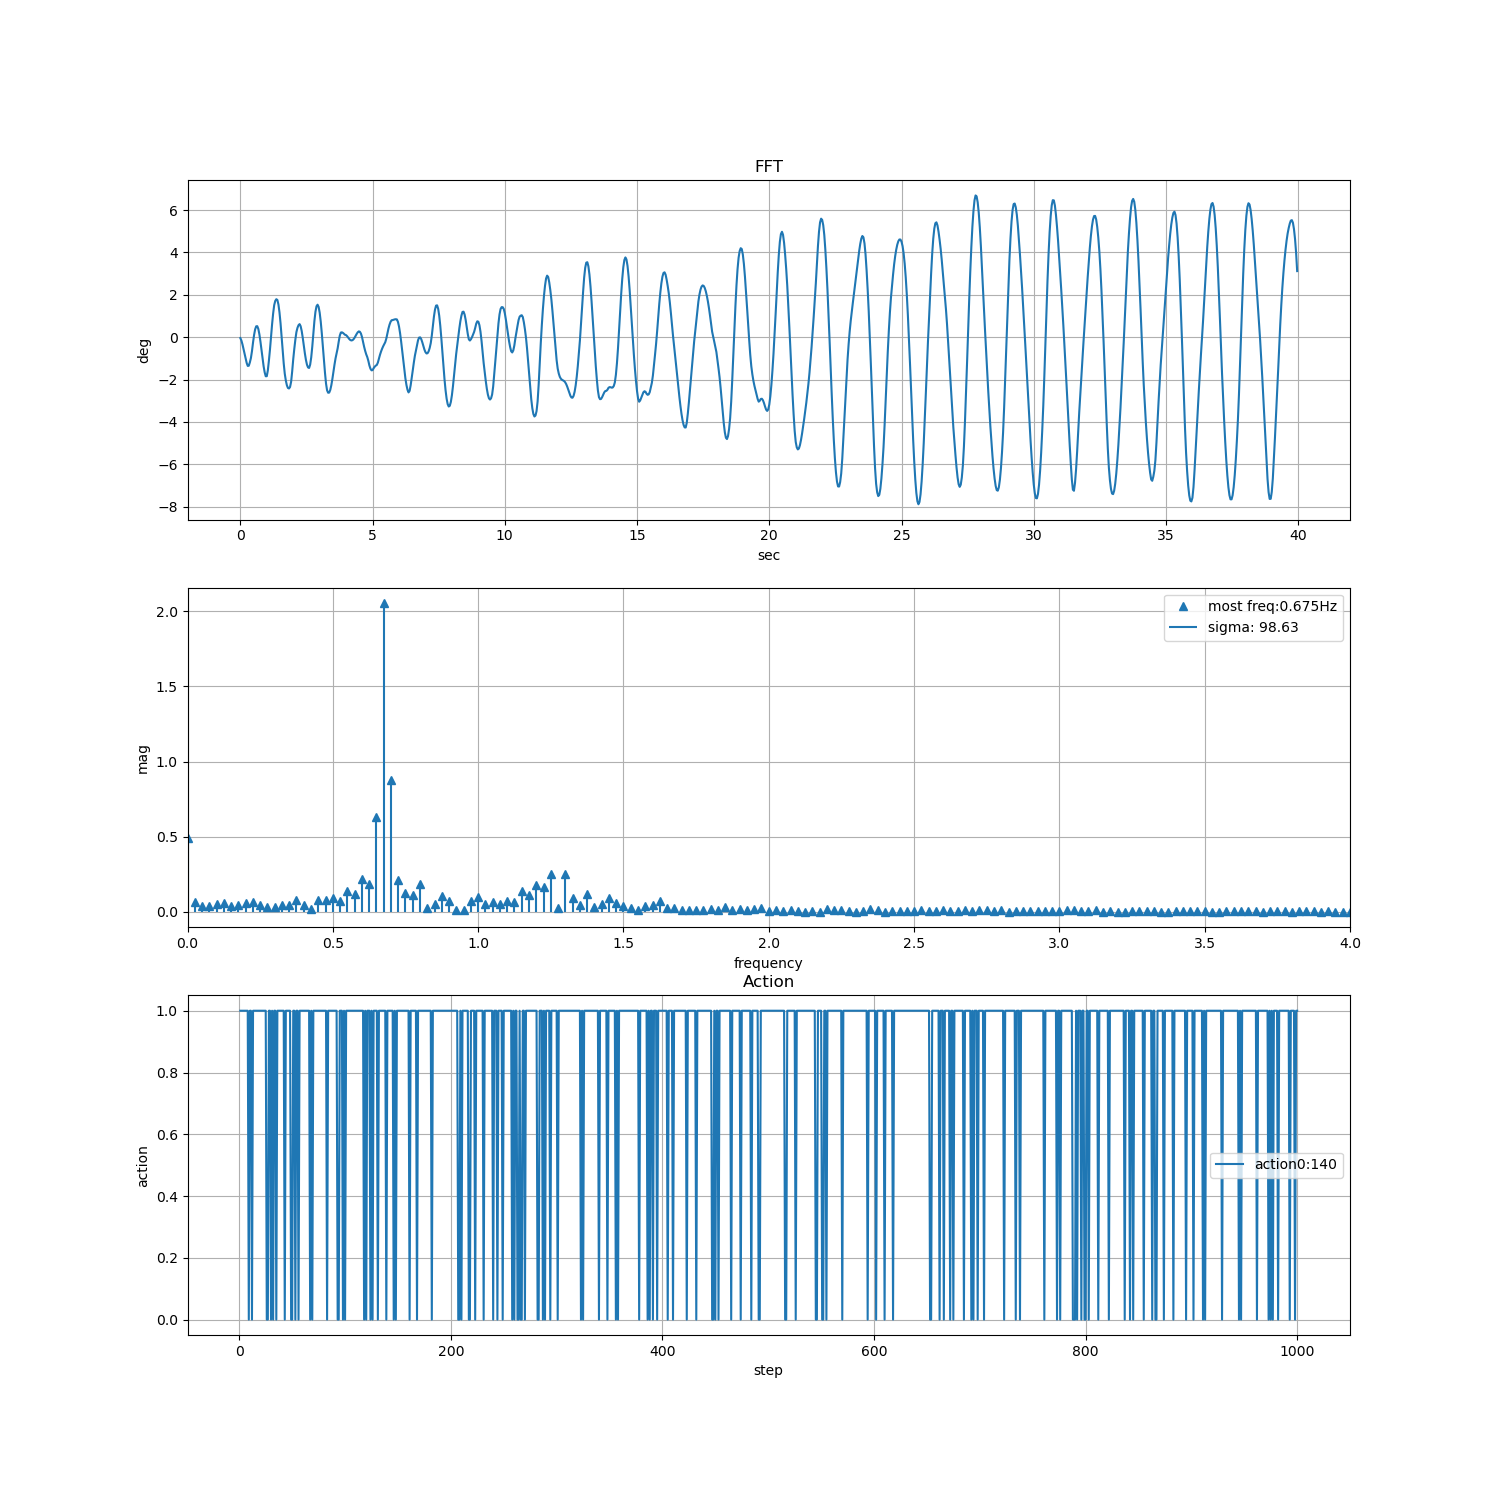 FFT
6
4
2
0
−2
−4
−6
−8
deg
0 5 10 15 20 25 30 35 40
sec
2.0
1.5
1.0
0.5
0.0
mag
most freq:0.675Hz
sigma: 98.63
0.0 0.5 1.0 1.5 2.0 2.5 3.0 3.5 4.0
frequency
Action
1.0
0.8
0.6
0.4
0.2
0.0
action
action0:140
0 200 400 600 800 1000
step